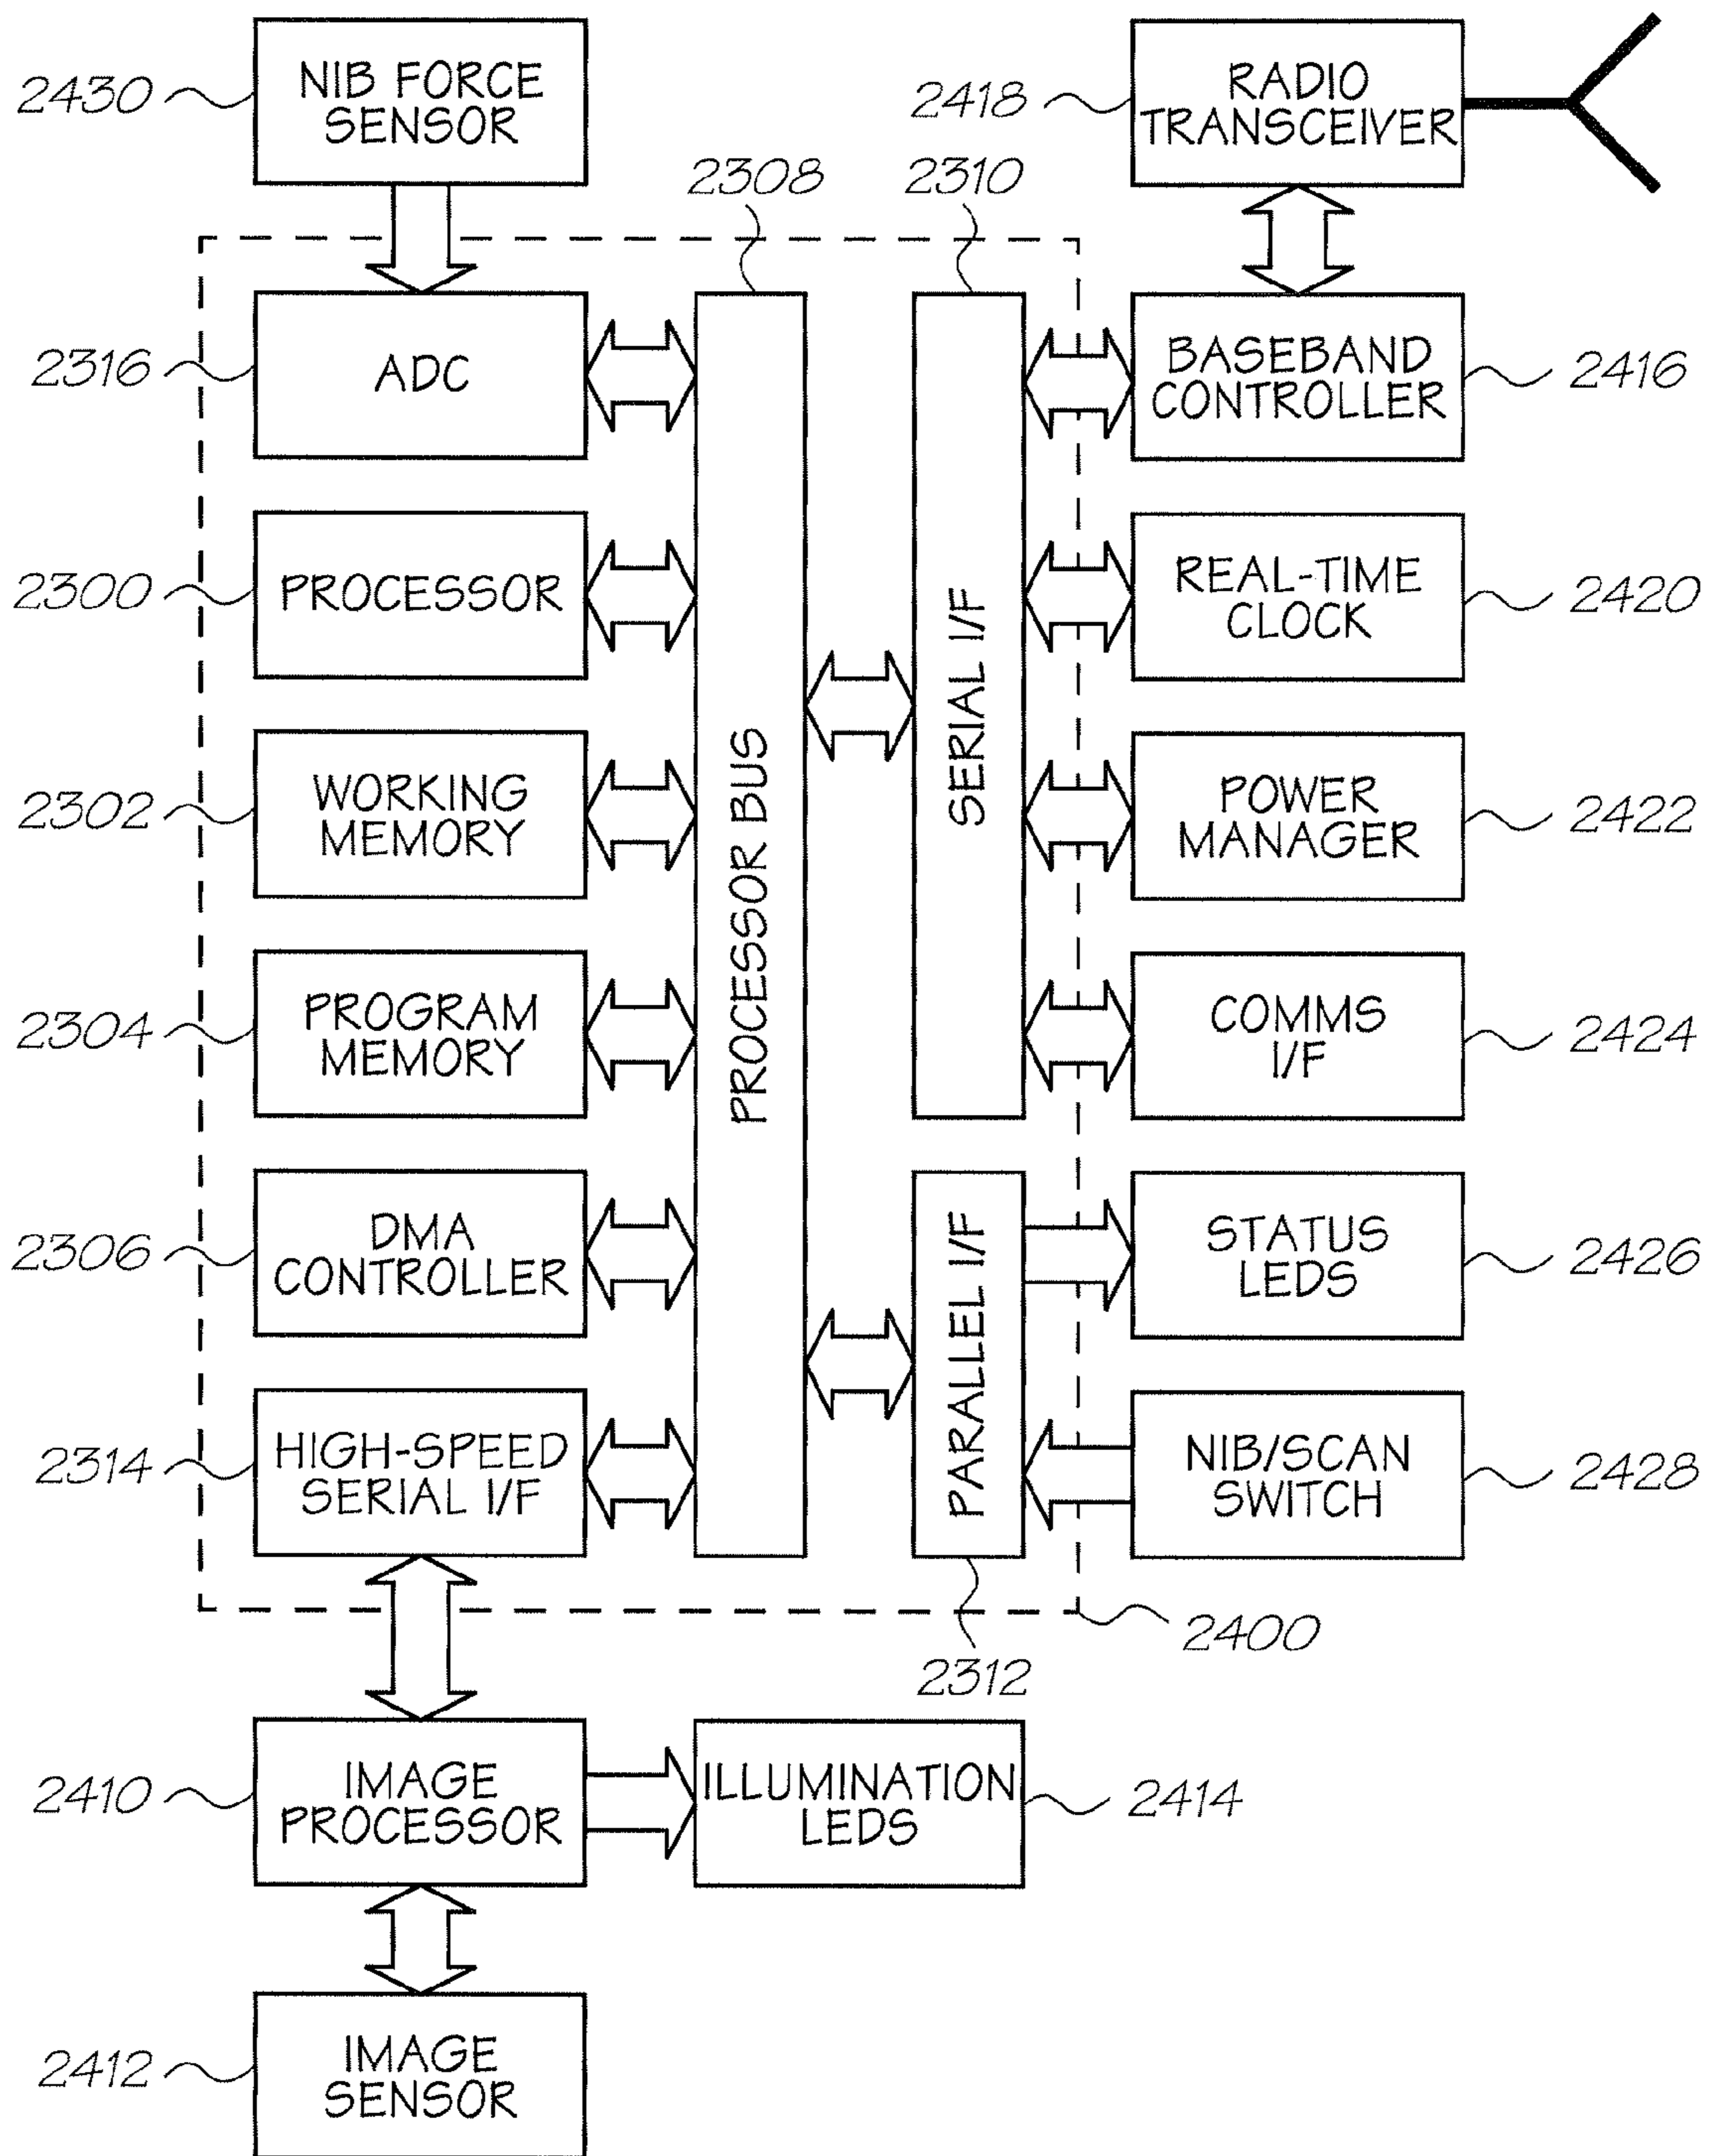 2430
NIB FORCE
SENSOR
2418
RADIO
TRANSCEIVER
2308
2310
2316
ADC
BASEBAND
CONTROLLER
2416
2300
PROCESSOR
REAL-TIME
CLOCK
2420
2302
WORKING
MEMORY
PROCESSOR BUS
SERIAL I/F
POWER
MANAGER
2422
2304
PROGRAM
MEMORY
COMMS
I/F
2424
2306
DMA
CONTROLLER
PARALLEL I/F
STATUS
LEDS
2426
2314
HIGH-SPEED
SERIAL I/F
NIB/SCAN
SWITCH
2428
2400
2312
2410
IMAGE
PROCESSOR
ILLUMINATION
LEDS
2414
2412
IMAGE
SENSOR